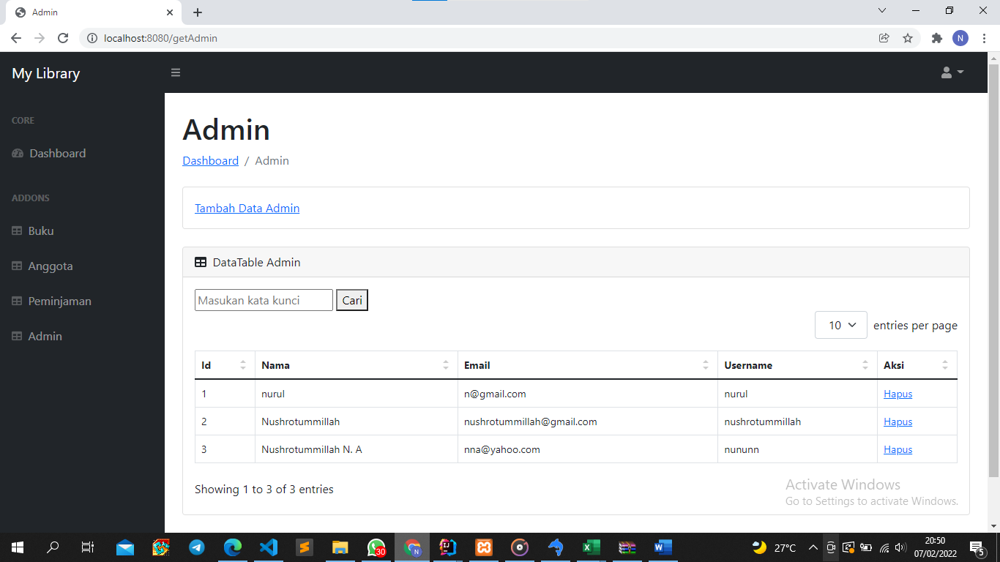 Admin
localhost:8080/getAdmin
N
My Library
CORE
Dashboard
ADDONS
Buku
Anggota
Peminjaman
Admin
Admin
Dashboard / Admin
Tambah Data Admin
DataTable Admin
Masukan kata kunci Cari
10 entries per page
Id Nama Email Username Aksi
1 nurul n@gmail.com nurul Hapus
2 Nushrotummillah nushrotummillah@gmail.com nushrotummillah Hapus
3 Nushrotummillah N. A nna@yahoo.com nununn Hapus
Showing 1 to 3 of 3 entries
Activate Windows
Go to Settings to activate Windows.
30
N
27°C
20:50
07/02/2022
5